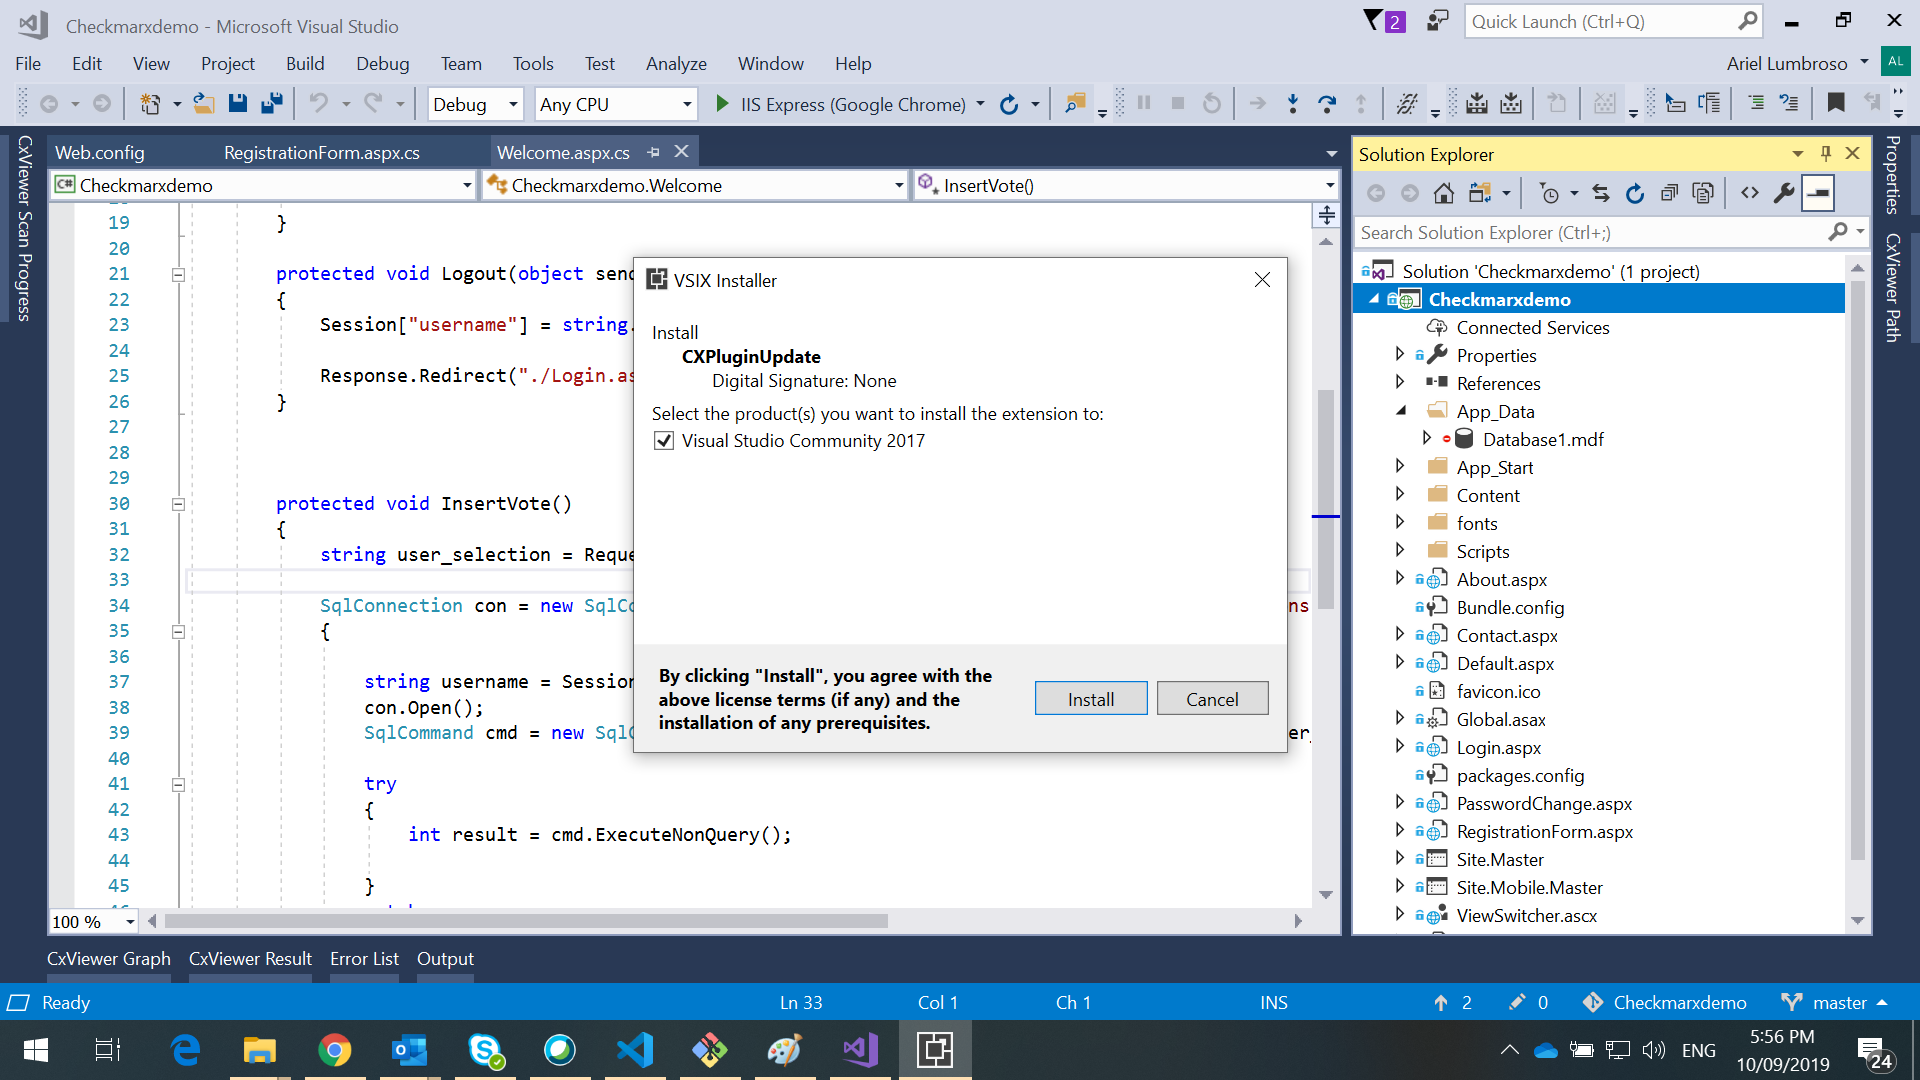 Checkmarxdemo - Microsoft Visual Studio
2
Quick Launch (Ctrl+Q)
File Edit View Project Build Debug Team Tools Test Analyze Window Help
Ariel Lumbroso AL
Debug Any CPU IIS Express (Google Chrome)
CxViewer Scan Progress
Web.config RegistrationForm.aspx.cs Welcome.aspx.cs
C# Checkmarxdemo Checkmarxdemo.Welcome InsertVote()
19 }
20
21 protected void Logout(object send
22 {
23 Session["username"] = string.
24
25 Response.Redirect("./Login.as
26 }
27
28
29
30 protected void InsertVote()
31 {
32 string user_selection = Reque
33
34 SqlConnection con = new SqlCo ns
35 {
36
37 string username = Session
38 con.Open();
39 SqlCommand cmd = new SqlC er_
40
41 try
42 {
43 int result = cmd.ExecuteNonQuery();
44
45 }
100 %
VSIX Installer
Install
CXPluginUpdate
Digital Signature: None
Select the product(s) you want to install the extension to:
Visual Studio Community 2017
By clicking "Install", you agree with the
above license terms (if any) and the
installation of any prerequisites.
Install Cancel
Solution Explorer
Search Solution Explorer (Ctrl+;)
Solution 'Checkmarxdemo' (1 project)
Checkmarxdemo
Connected Services
Properties
References
App_Data
Database1.mdf
App_Start
Content
fonts
Scripts
About.aspx
Bundle.config
Contact.aspx
Default.aspx
favicon.ico
Global.asax
Login.aspx
packages.config
PasswordChange.aspx
RegistrationForm.aspx
Site.Master
Site.Mobile.Master
ViewSwitcher.ascx
Properties
CxViewer Path
CxViewer Graph CxViewer Result Error List Output
Ready Ln 33 Col 1 Ch 1 INS 2 0 Checkmarxdemo master
ENG
5:56 PM
10/09/2019
24